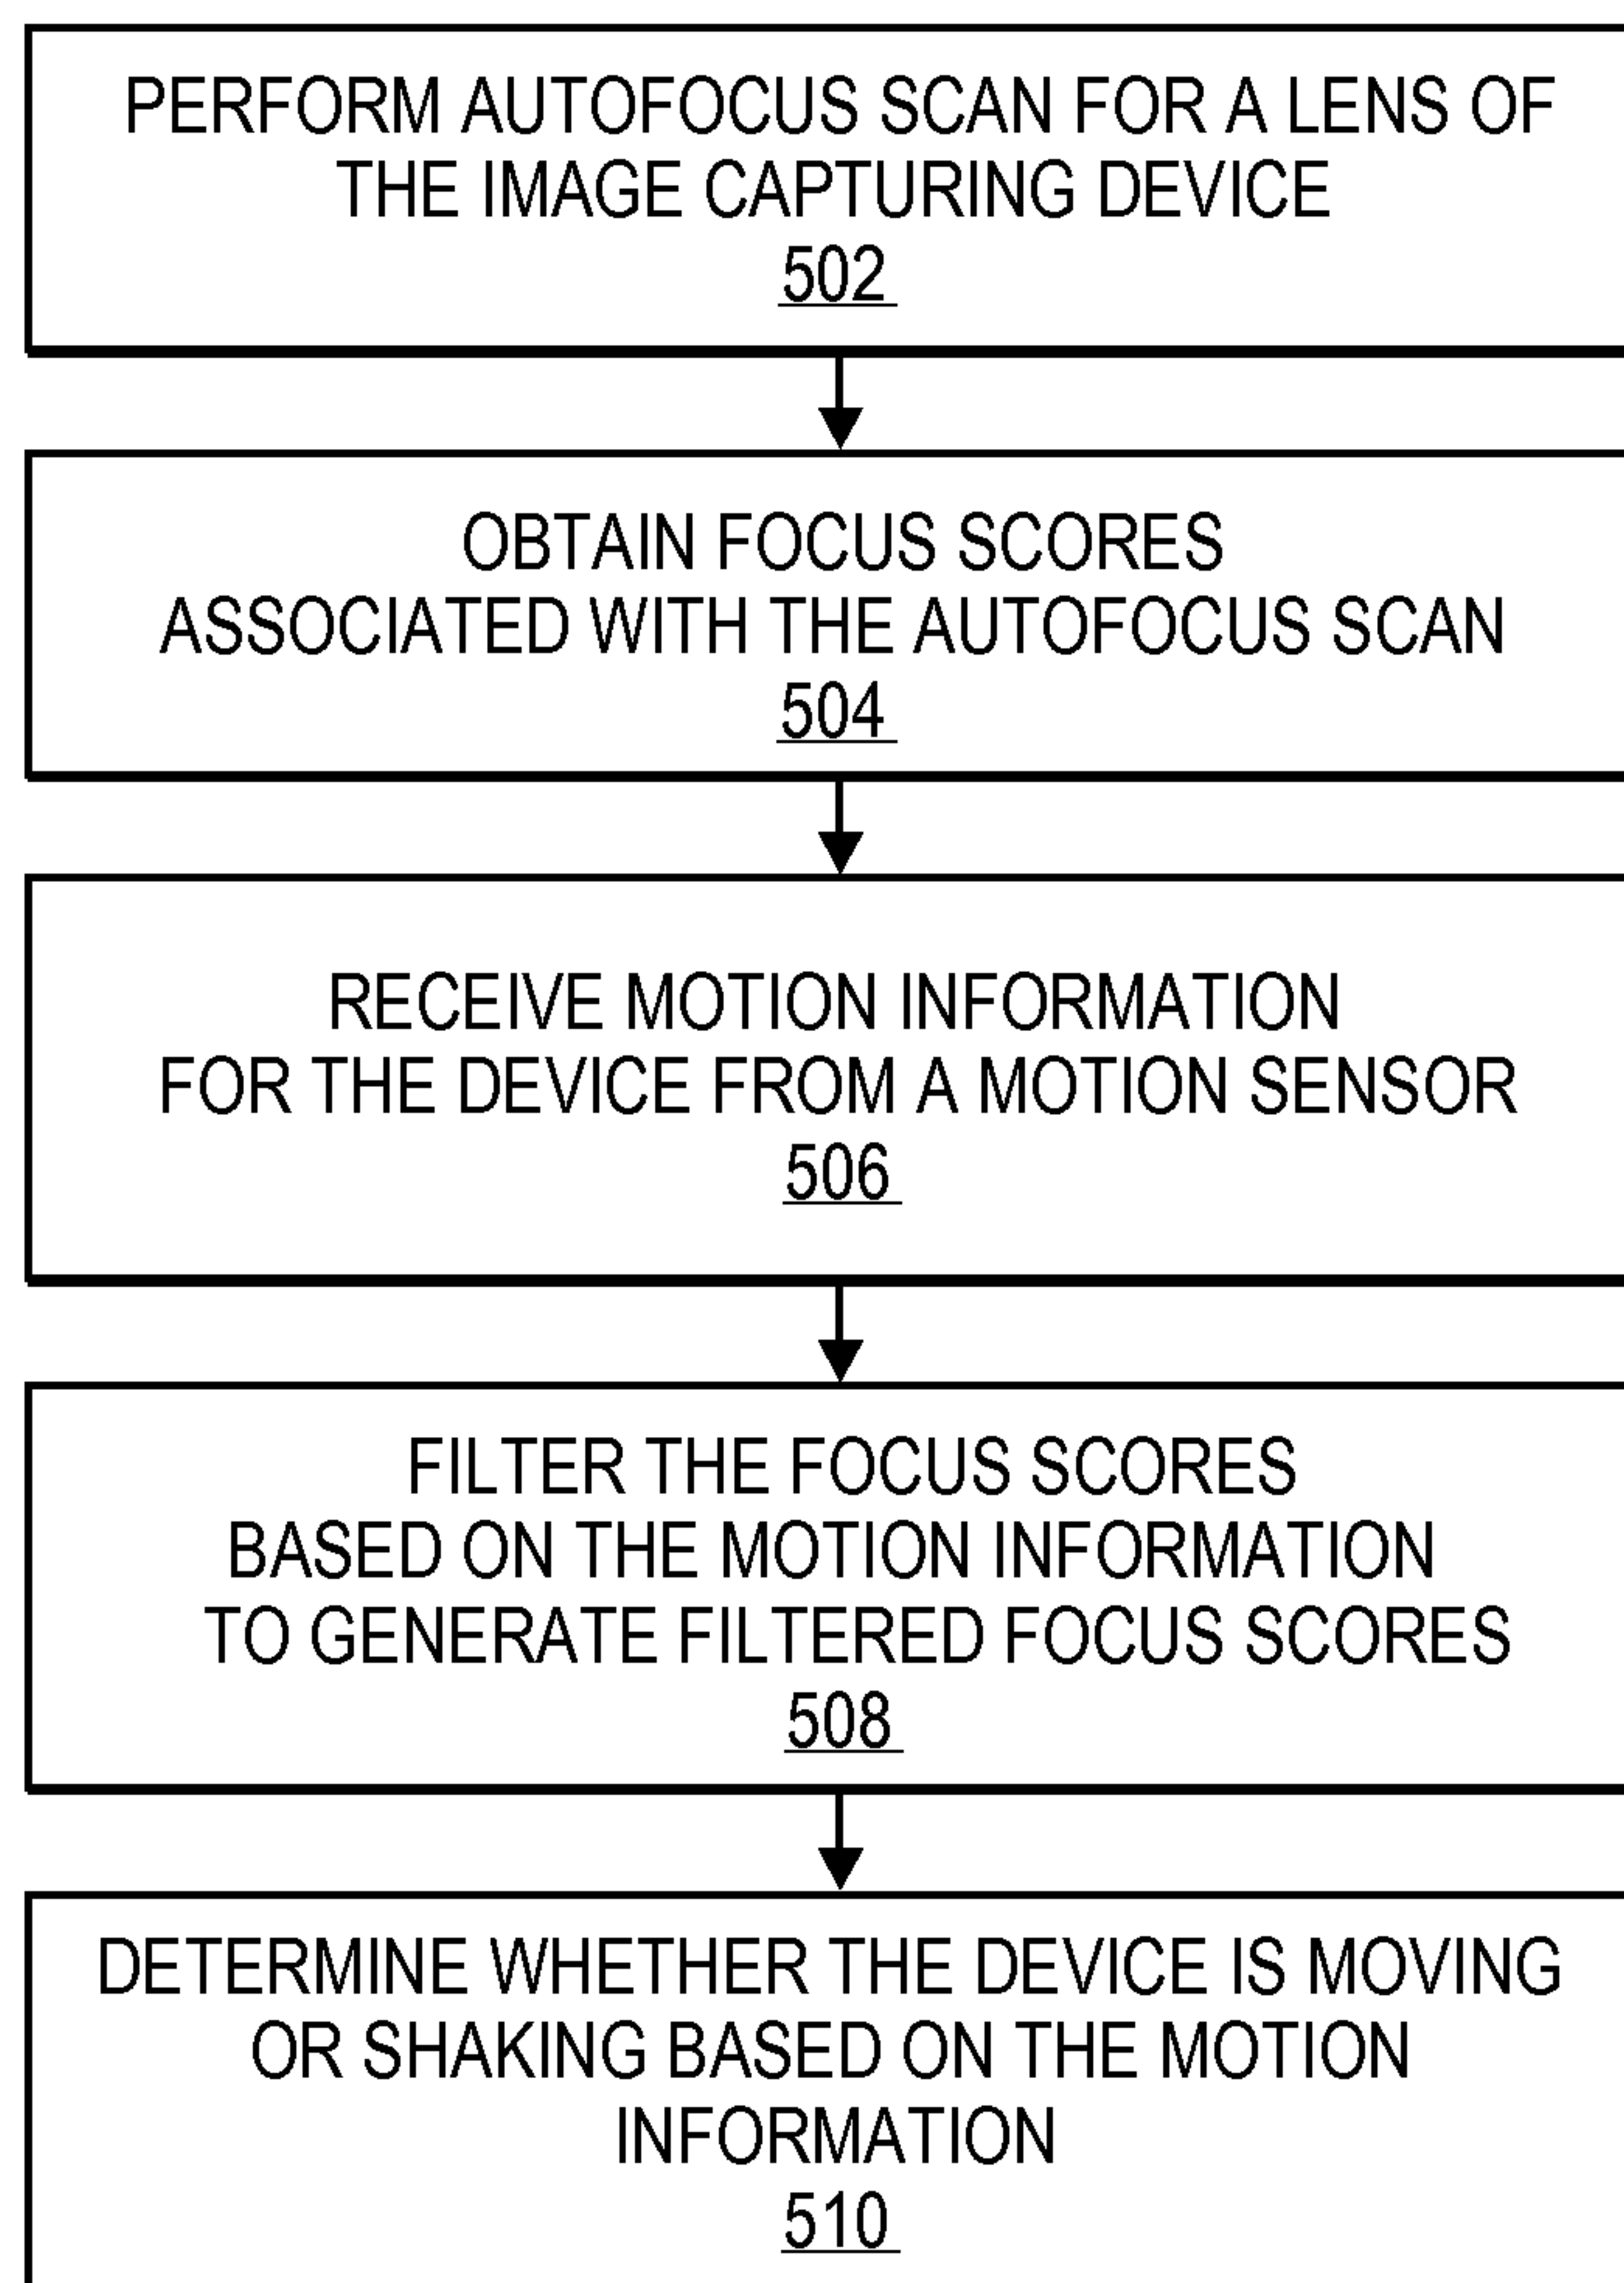 PERFORM AUTOFOCUS SCAN FOR A LENS OF
THE IMAGE CAPTURING DEVICE
502
OBTAIN FOCUS SCORES
ASSOCIATED WITH THE AUTOFOCUS SCAN
504
RECEIVE MOTION INFORMATION
FOR THE DEVICE FROM A MOTION SENSOR
506
FILTER THE FOCUS SCORES
BASED ON THE MOTION INFORMATION
TO GENERATE FILTERED FOCUS SCORES
508
DETERMINE WHETHER THE DEVICE IS MOVING
OR SHAKING BASED ON THE MOTION
INFORMATION
510